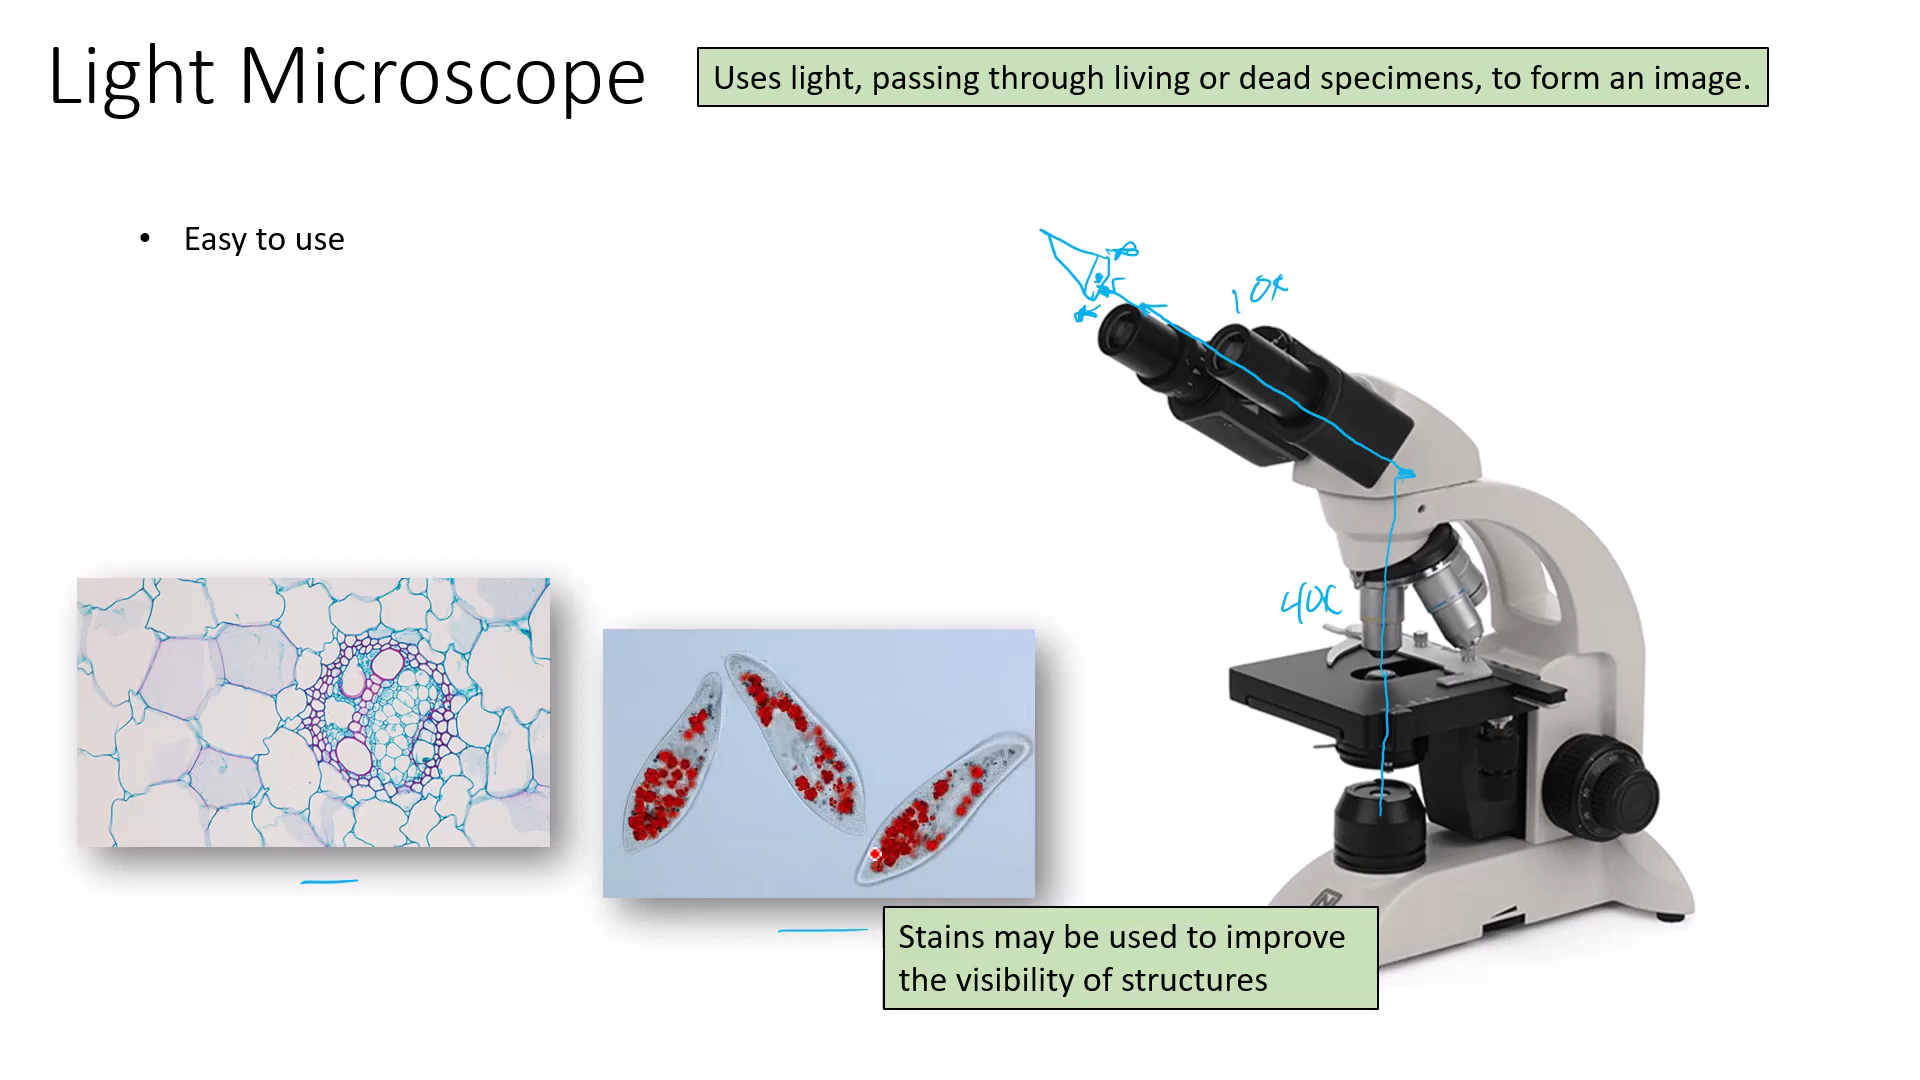 Light Microscope
Uses light, passing through living or dead specimens, to form an image.
• Easy to use
10x
40x
Stains may be used to improve
the visibility of structures